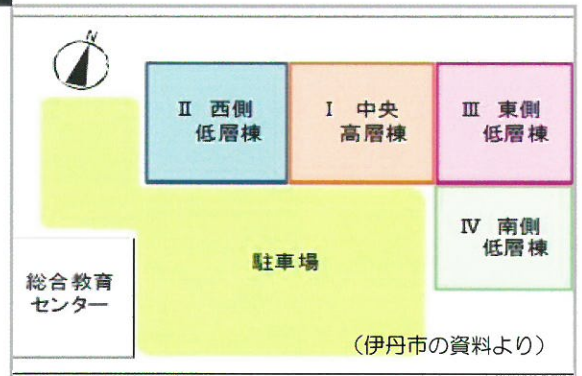 N
Ⅱ 西側
低層棟
Ⅰ 中央
高層棟
Ⅲ 東側
低層棟
Ⅳ 南側
低層棟
駐車場
総合教育
センター
（伊丹市の資料より）